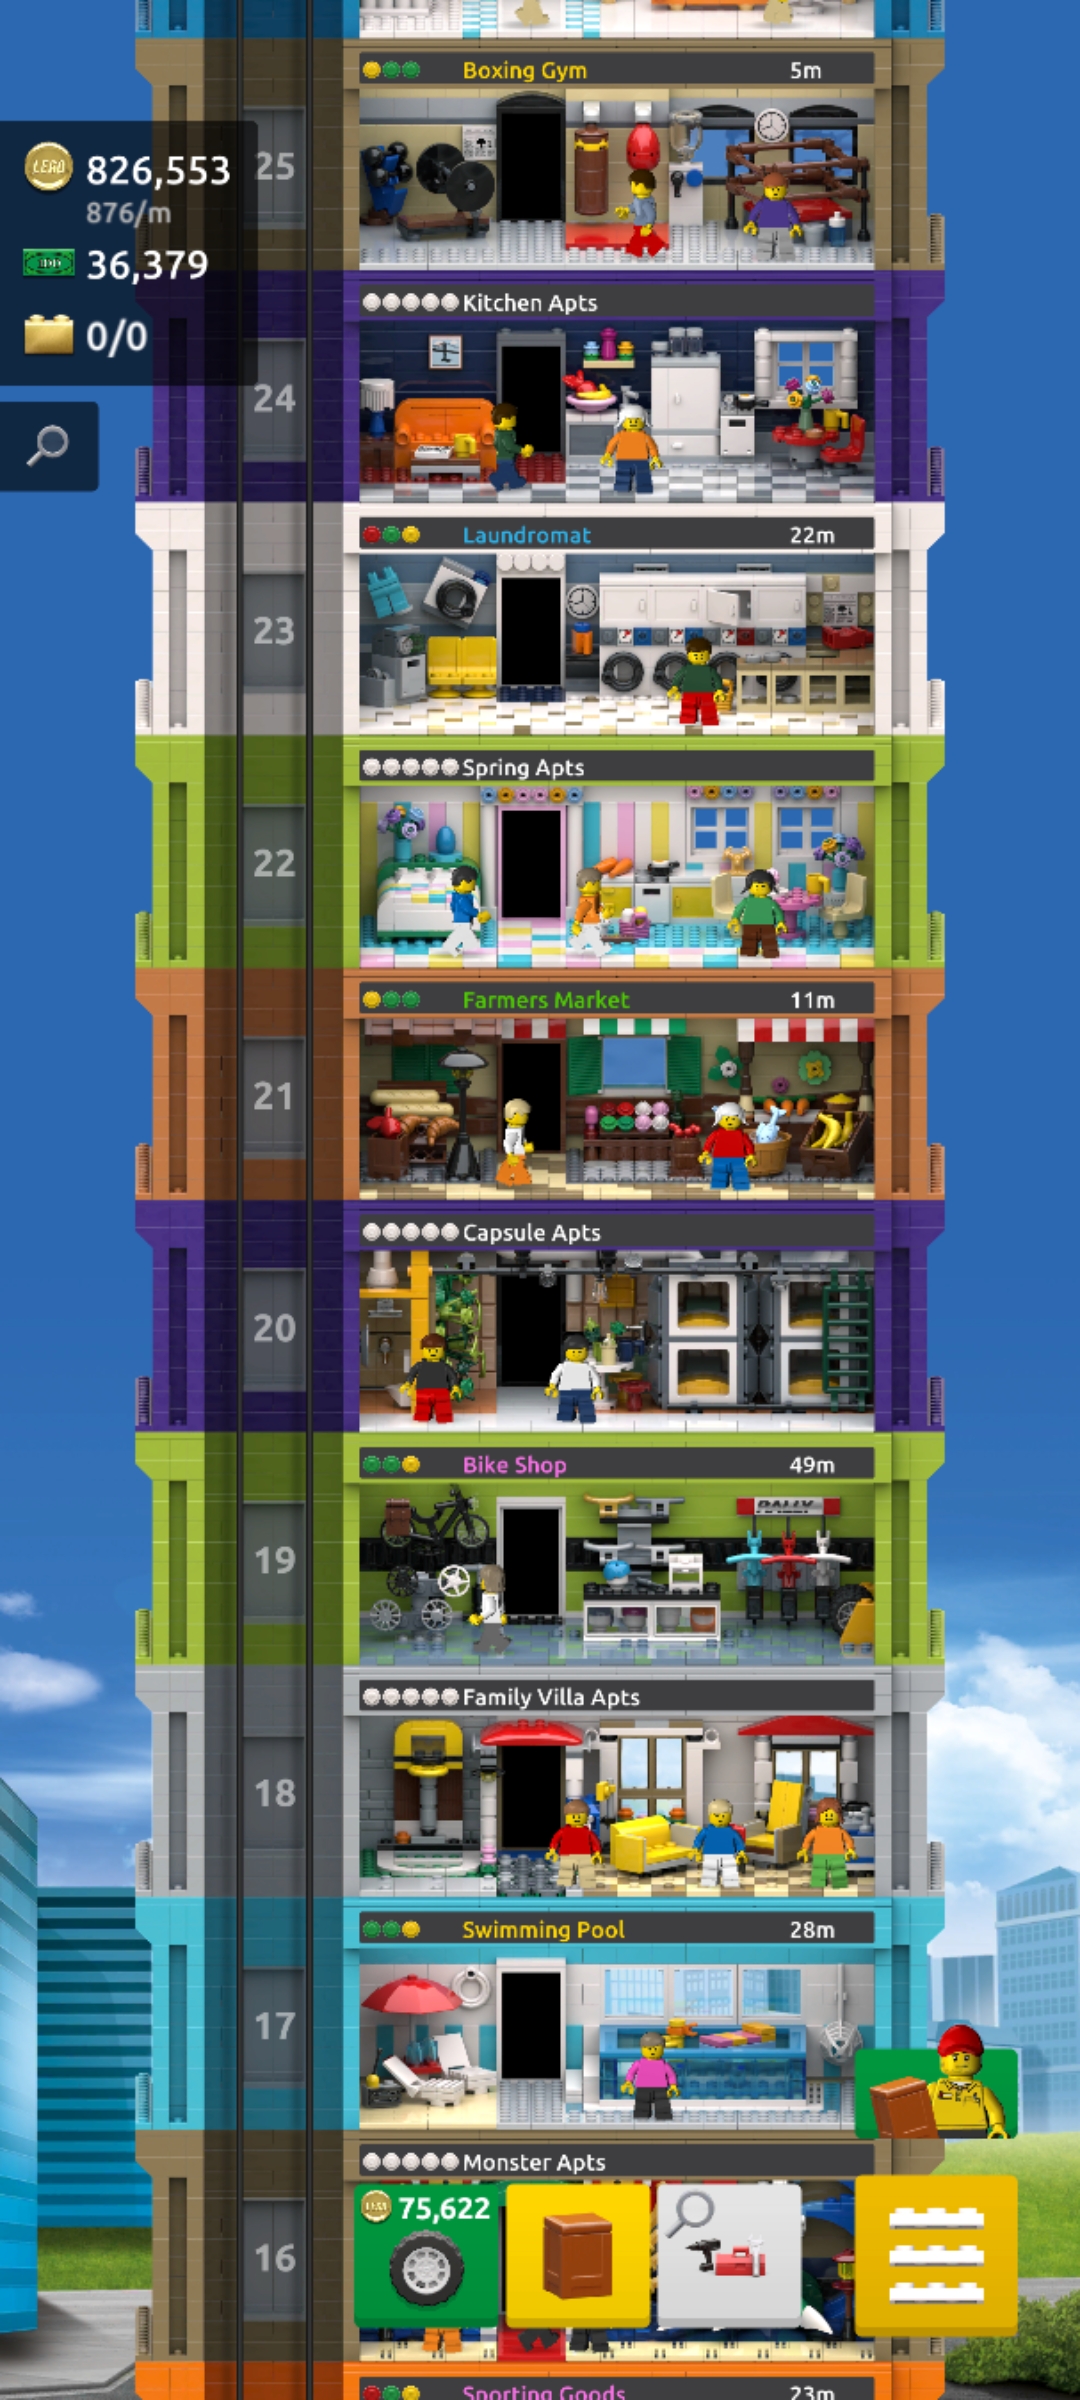 Boxing Gym 5m
25
LEGO 826,553
876/m
36,379
0/0
Kitchen Apts
24
Laundromat 22m
23
Spring Apts
22
Farmers Market 11m
21
Capsule Apts
20
Bike Shop 49m
RALLY
19
Family Villa Apts
18
Swimming Pool 28m
17
Monster Apts
75,622
16
Sporting Goods 23m